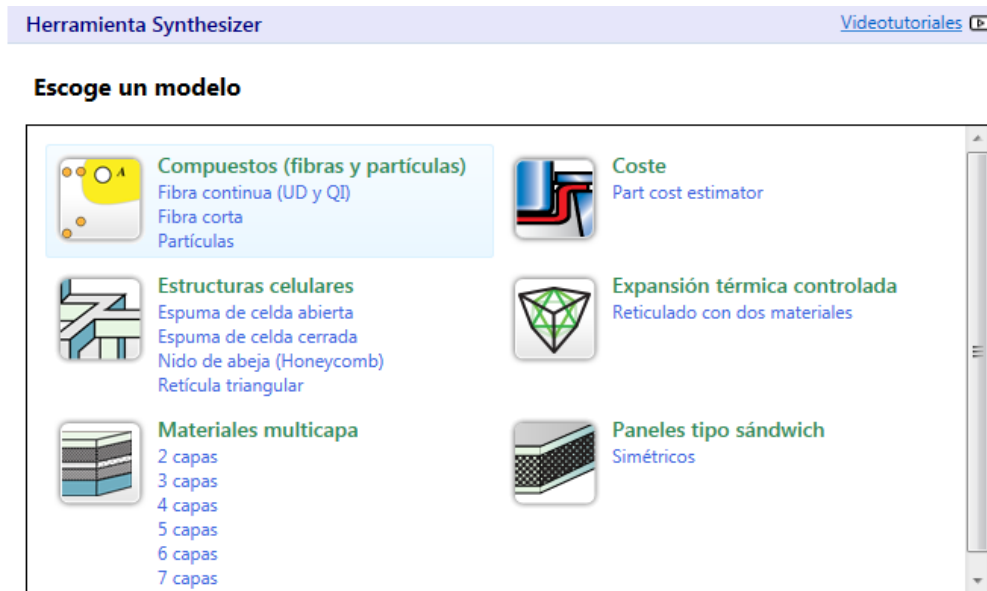 Herramienta Synthesizer
Videotutoriales
Escoge un modelo
A
Compuestos (fibras y partículas)
Fibra continua (UD y QI)
Fibra corta
Partículas
Coste
Part cost estimator
Estructuras celulares
Espuma de celda abierta
Espuma de celda cerrada
Nido de abeja (Honeycomb)
Retícula triangular
Expansión térmica controlada
Reticulado con dos materiales
Materiales multicapa
2 capas
3 capas
4 capas
5 capas
6 capas
7 capas
Paneles tipo sándwich
Simétricos